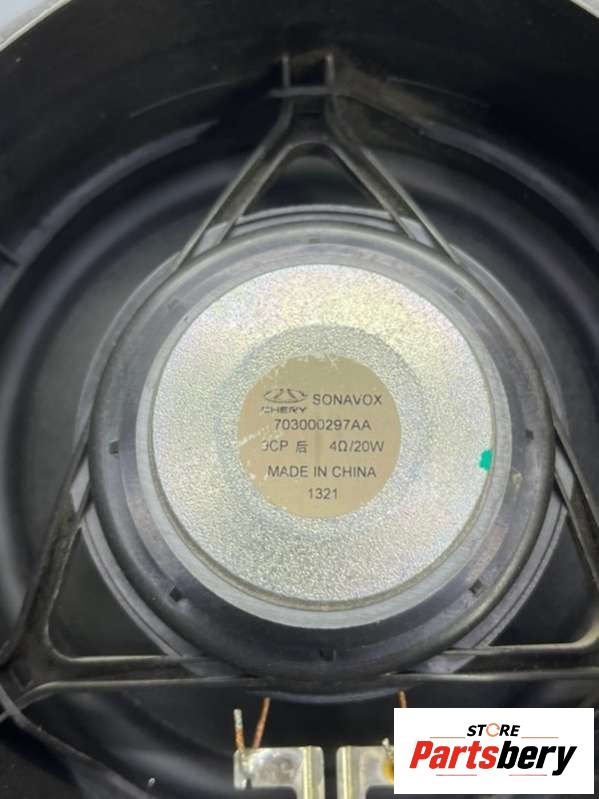 CHERY SONAVOX
703000297AA
后 4Ω/20W
MADE IN CHINA
1321
STORE
Partsbery